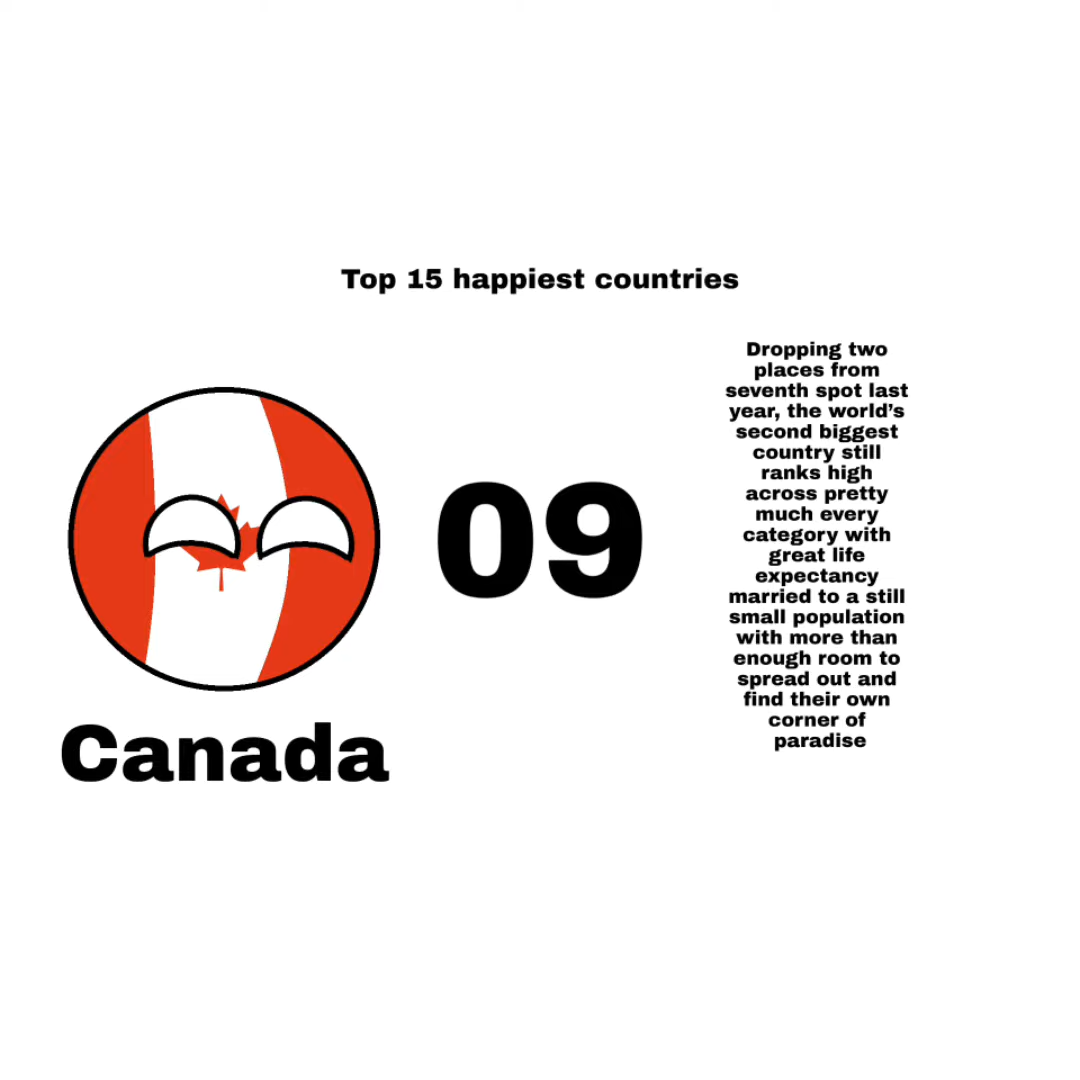 Top 15 happiest countries
Dropping two
places from
seventh spot last
year, the world’s
second biggest
country still
ranks high
across pretty
much every
category with
great life
expectancy
married to a still
small population
with more than
enough room to
spread out and
find their own
corner of
paradise
09
Canada